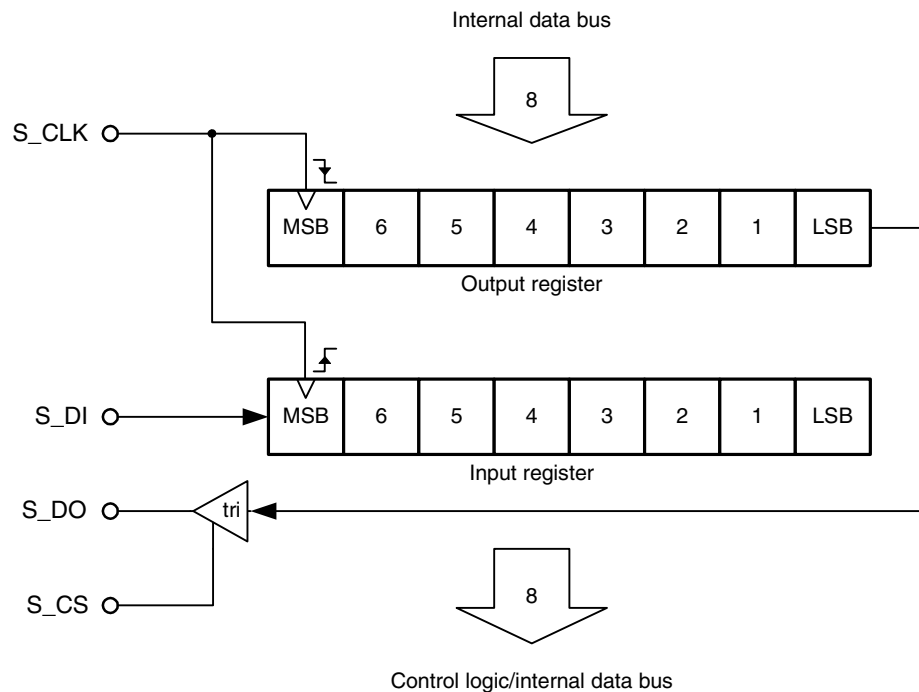 Internal data bus
8
S_CLK
MSB 6 5 4 3 2 1 LSB
Output register
S_DI
MSB 6 5 4 3 2 1 LSB
Input register
S_DO
tri
S_CS
8
Control logic/internal data bus